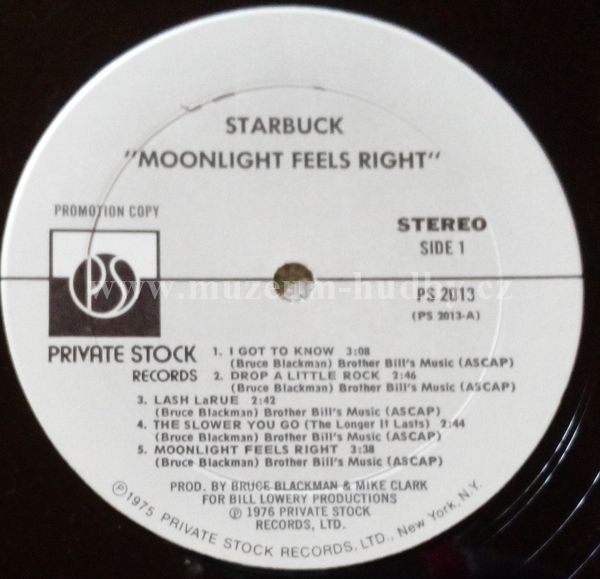 STARBUCK
"MOONLIGHT FEELS RIGHT"
PROMOTION COPY
STEREO
SIDE 1
PS
PS 2013
(PS 2013-A)
www.muzeum-hudby.cz
PRIVATE STOCK
RECORDS
1. I GOT TO KNOW 3:08
(Bruce Blackman) Brother Bill's Music (ASCAP)
2. DROP A LITTLE ROCK 2:46
(Bruce Blackman) Brother Bill's Music (ASCAP)
3. LASH LaRUE 2:42
(Bruce Blackman) Brother Bill's Music (ASCAP)
4. THE SLOWER YOU GO (The Longer It Lasts) 2:44
(Bruce Blackman) Brother Bill's Music (ASCAP)
5. MOONLIGHT FEELS RIGHT 3:38
(Bruce Blackman) Brother Bill's Music (ASCAP)
PROD. BY BRUCE BLACKMAN & MIKE CLARK
FOR BILL LOWERY PRODUCTIONS
℗ 1976 PRIVATE STOCK
RECORDS, LTD.
℗ 1975 PRIVATE STOCK RECORDS, LTD., New York, N.Y.